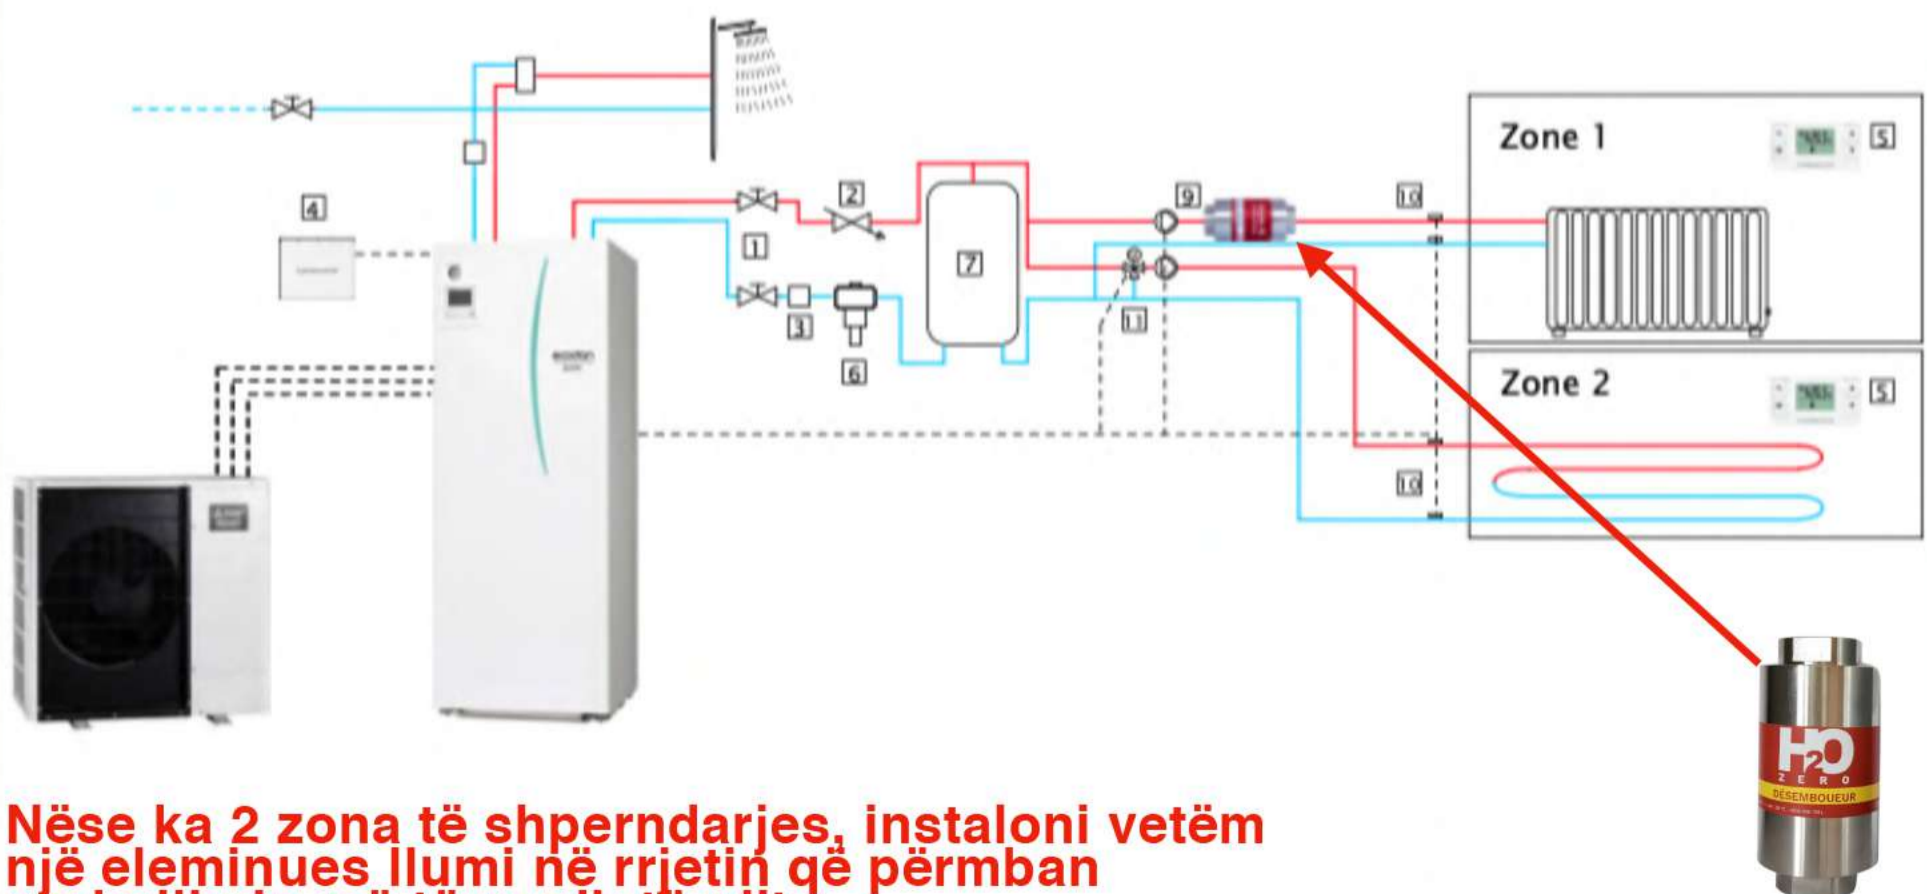 4
1
2
3
6
7
9
11
10
10
Zone 1
5
Zone 2
5
ecodan
H2O
ZERO
DÉSEMBOUEUR
Nëse ka 2 zona të shperndarjes, instaloni vetëm
një eleminues llumi në rrjetin që përmban